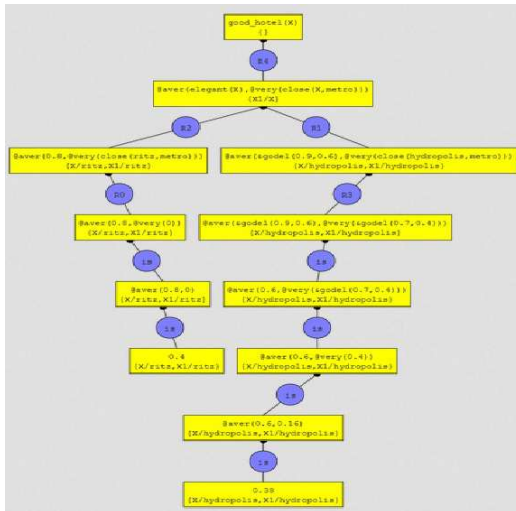 good_hotel(X)
{}
R4
@aver(elegant(X),@very(close(X,metro)))
{X1/X}
R2
R1
@aver(0.8,@very(close(ritz,metro)))
{X/ritz,X1/ritz}
@aver(&godel(0.9,0.6),@very(close(hydropolis,metro)))
{X/hydropolis,X1/hydropolis}
R0
R3
@aver(0.8,@very(0))
{X/ritz,X1/ritz}
@aver(&godel(0.9,0.6),@very(&godel(0.7,0.4)))
{X/hydropolis,X1/hydropolis}
is
is
@aver(0.8,0)
{X/ritz,X1/ritz}
@aver(0.6,@very(&godel(0.7,0.4)))
{X/hydropolis,X1/hydropolis}
is
is
0.4
{X/ritz,X1/ritz}
@aver(0.6,@very(0.4))
{X/hydropolis,X1/hydropolis}
is
@aver(0.6,0.16)
{X/hydropolis,X1/hydropolis}
is
0.38
{X/hydropolis,X1/hydropolis}